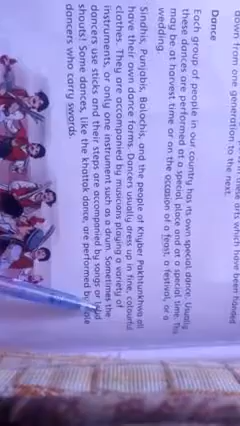 down from one generation to the next.
Dance
Each group of people in our country has its own special dance. Usually
these dances are performed at a special place and at a special time. This
may be at harvest time or on the occasion of a feast, a festival, or a
wedding.
Sindhis, Punjabis, Balochis, and the people of Khyber Pakhtunkhwa all
have their own dance forms. Dancers usually dress up in fine, colourful
clothes. They are accompanied by musicians playing a variety of
instruments, or only one instrument such as a drum. Sometimes the
dancers use sticks and their steps are accompanied by songs or loud
shouts! Some dances, like the khattak dance, are performed by male
dancers who carry swords.